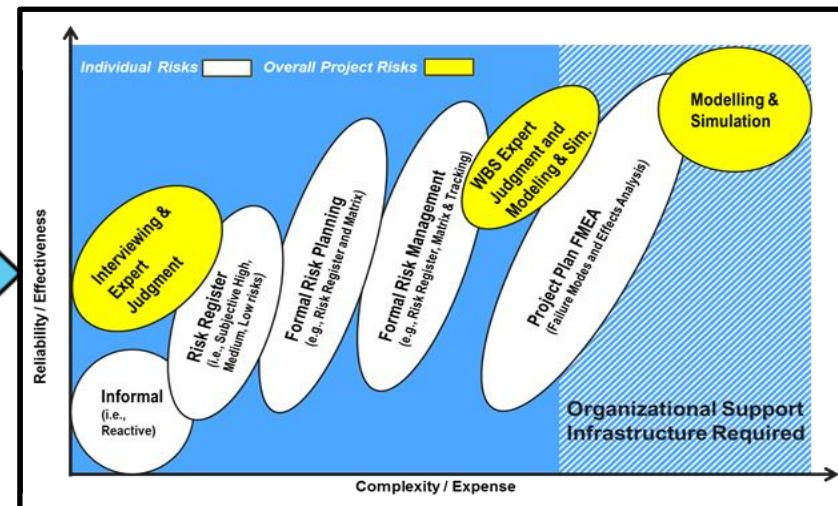 Individual Risks
Overall Project Risks
Reliability / Effectiveness
Interviewing &
Expert
Judgment
Informal
(i.e.,
Reactive)
Risk Register
(i.e., Subjective High,
Medium, Low risks)
Formal Risk Planning
(e.g., Risk Register and Matrix)
Formal Risk Management
(e.g., Risk Register, Matrix & Tracking)
WBS Expert
Judgment and
Modeling & Sim.
Project Plan FMEA
(Failure Modes and Effects Analysis)
Modelling &
Simulation
Organizational Support
Infrastructure Required
Complexity / Expense